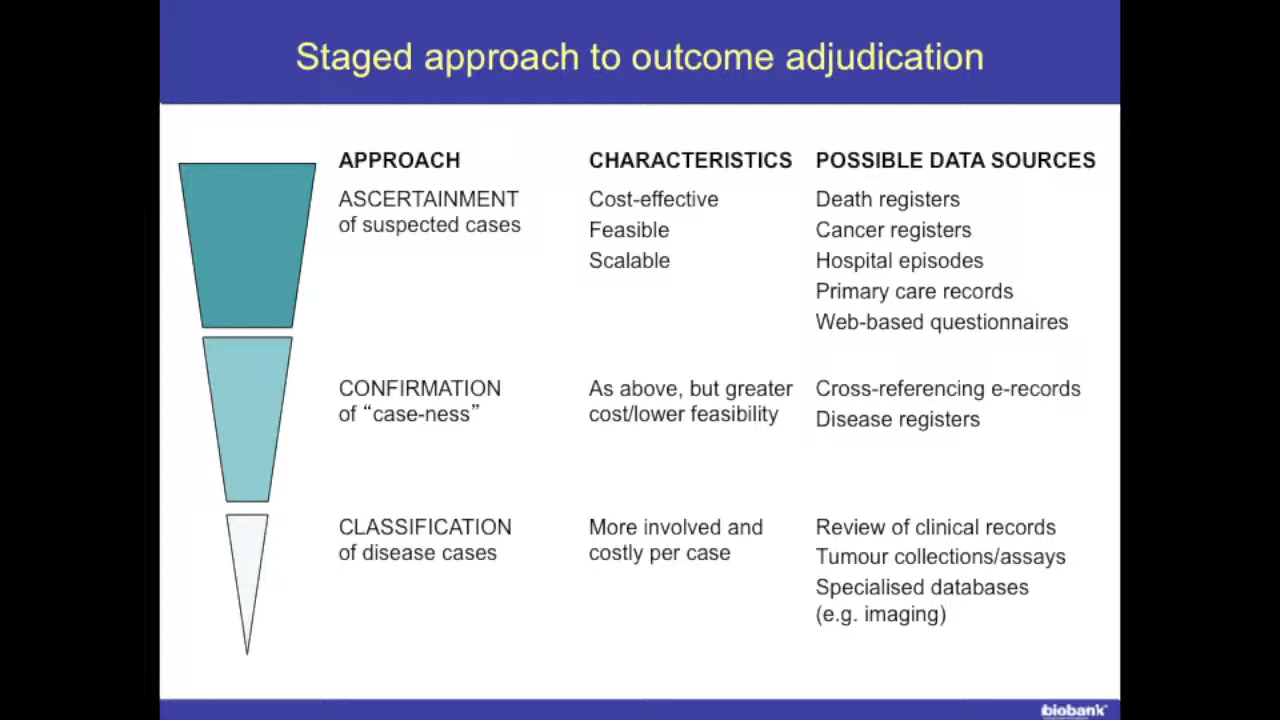 Staged approach to outcome adjudication
APPROACH
CHARACTERISTICS
POSSIBLE DATA SOURCES
ASCERTAINMENT
of suspected cases
Cost-effective
Feasible
Scalable
Death registers
Cancer registers
Hospital episodes
Primary care records
Web-based questionnaires
CONFIRMATION
of “case-ness”
As above, but greater
cost/lower feasibility
Cross-referencing e-records
Disease registers
CLASSIFICATION
of disease cases
More involved and
costly per case
Review of clinical records
Tumour collections/assays
Specialised databases
(e.g. imaging)
biobank